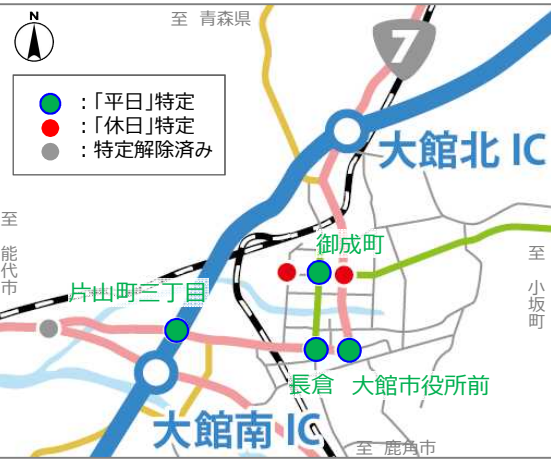 N
至 青森県
7
：「平日」特定
：「休日」特定
：特定解除済み
大館北 IC
至 能代市
御成町
至 小坂町
片山町三丁目
長倉
大館市役所前
大館南 IC
至 鹿角市